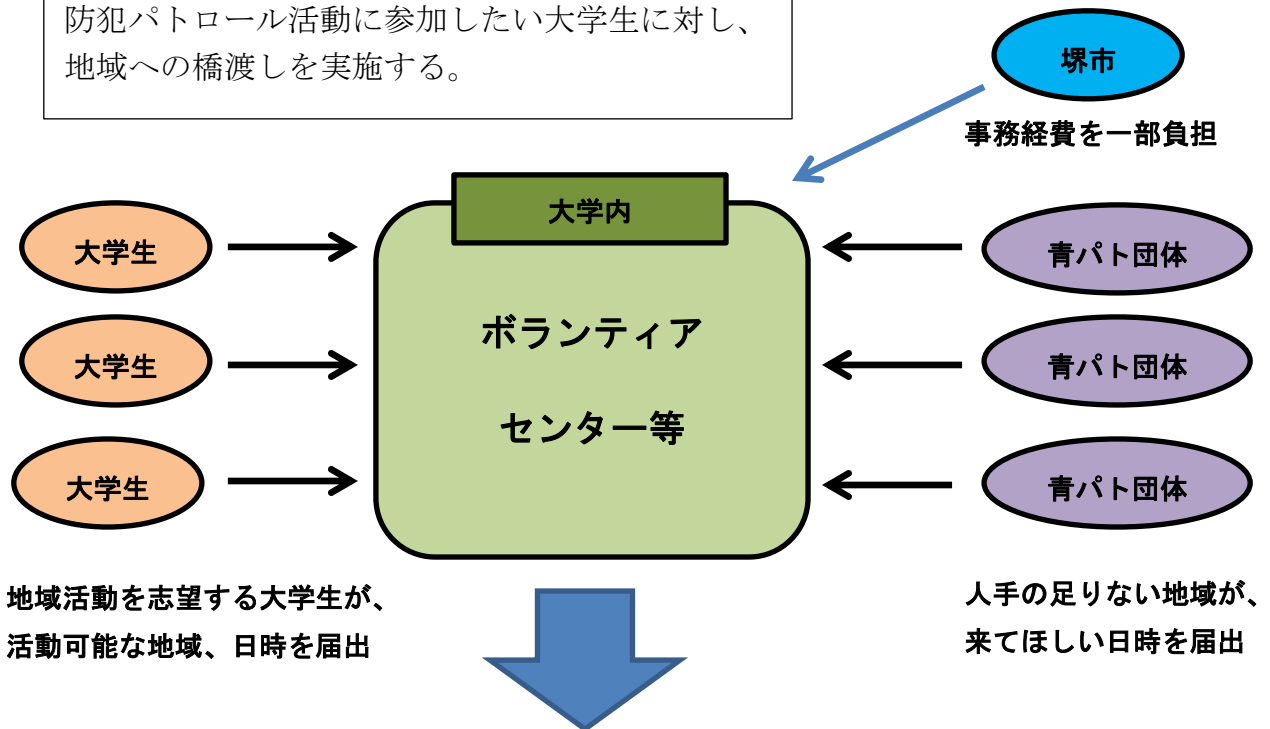 防犯パトロール活動に参加したい大学生に対し、
地域への橋渡しを実施する。
堺市
事務経費を一部負担
大学内
大学生
青パト団体
ボランティア
大学生
青パト団体
センター等
大学生
青パト団体
地域活動を志望する大学生が、
活動可能な地域、日時を届出
人手の足りない地域が、
来てほしい日時を届出